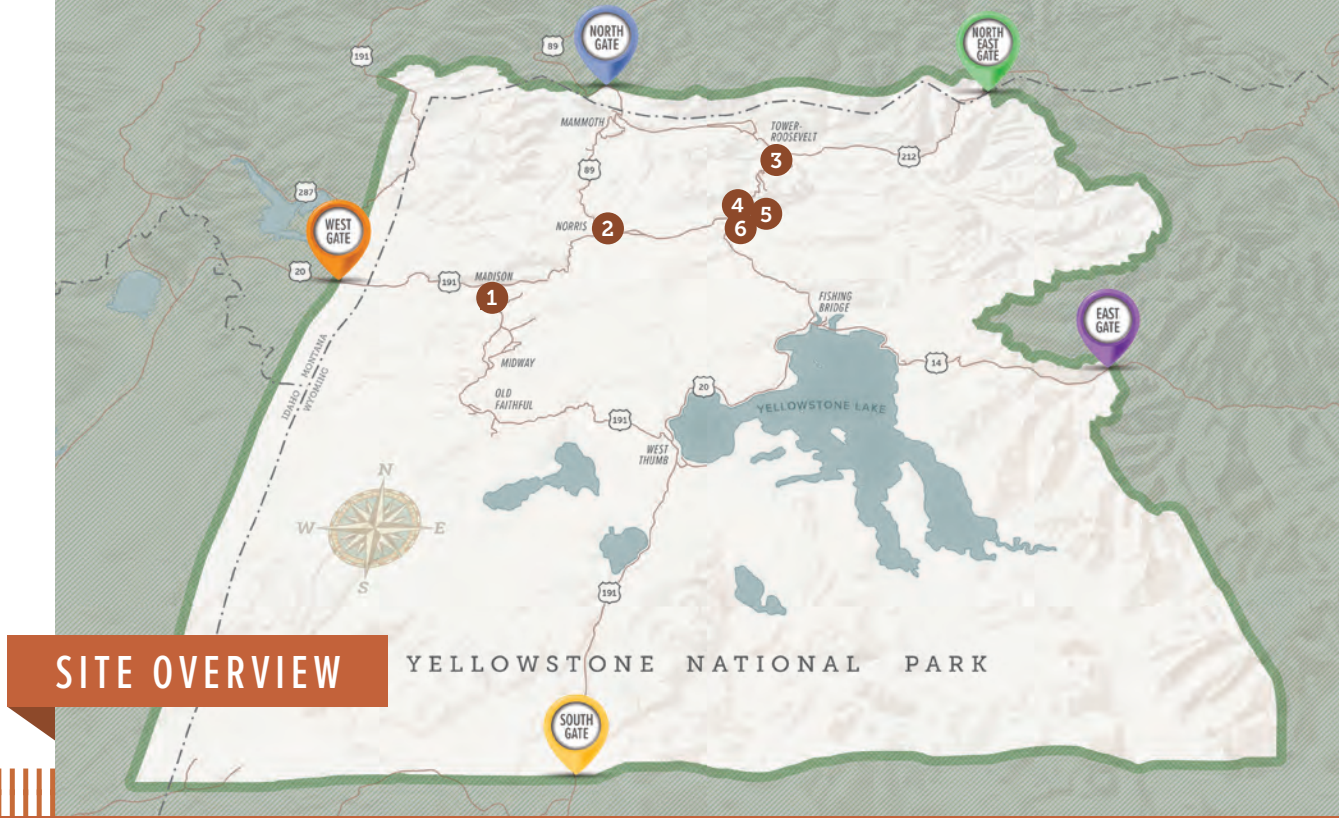 NORTH
GATE
NORTH
EAST
GATE
89
191
MAMMOTH
TOWER-
ROOSEVELT
3
212
89
287
4
5
WEST
GATE
NORRIS
2
6
20
191
MADISON
1
FISHING
BRIDGE
EAST
GATE
IDAHO
MONTANA
WYOMING
MIDWAY
14
OLD
FAITHFUL
20
YELLOWSTONE LAKE
191
WEST
THUMB
N
W
E
S
191
SITE OVERVIEW
YELLOWSTONE NATIONAL PARK
SOUTH
GATE